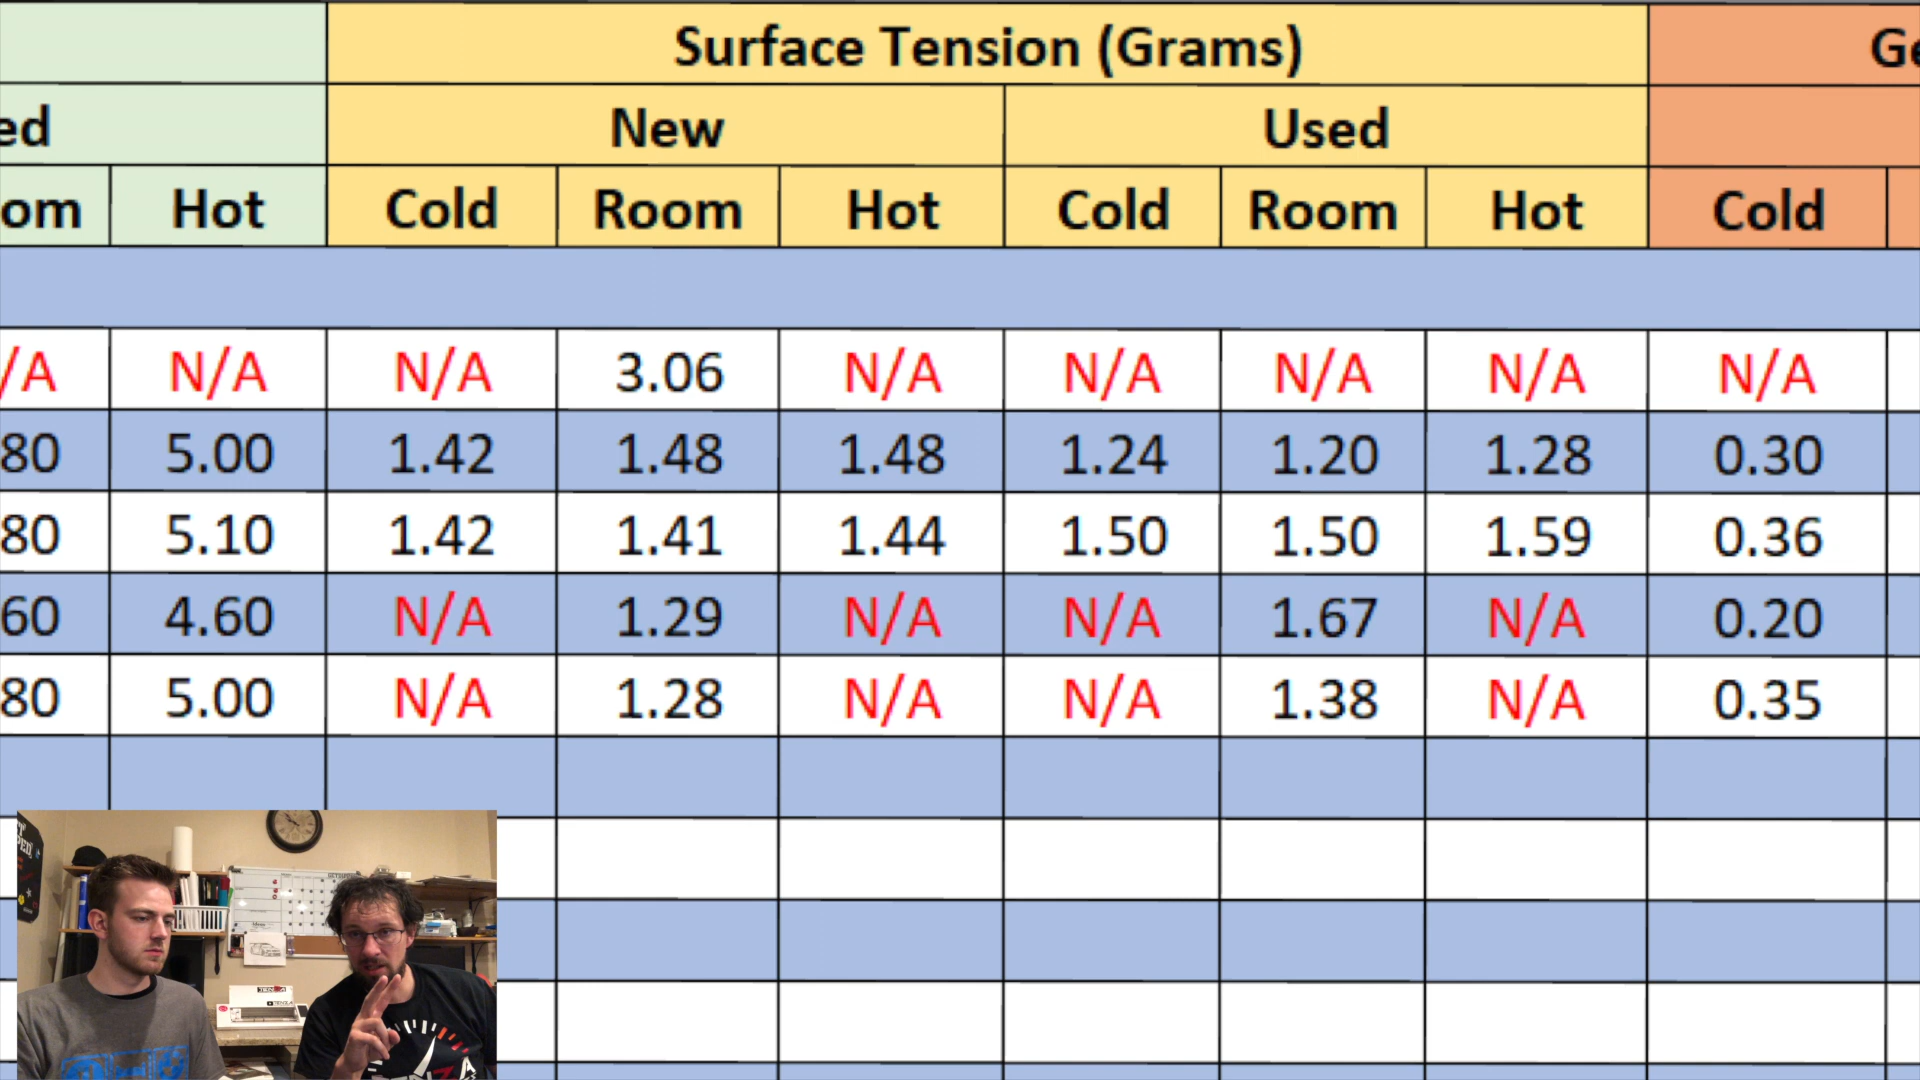 Surface Tension (Grams) Ge
ed New Used
om Hot Cold Room Hot Cold Room Hot Cold
/A N/A N/A 3.06 N/A N/A N/A N/A N/A
80 5.00 1.42 1.48 1.48 1.24 1.20 1.28 0.30
80 5.10 1.42 1.41 1.44 1.50 1.50 1.59 0.36
60 4.60 N/A 1.29 N/A N/A 1.67 N/A 0.20
80 5.00 N/A 1.28 N/A N/A 1.38 N/A 0.35